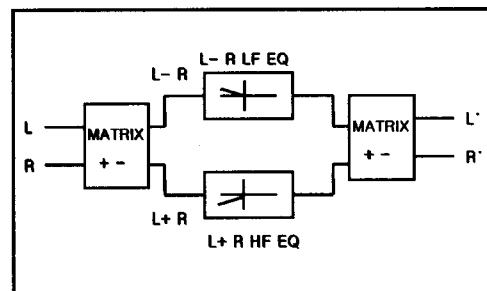 L- R LF EQ
L- R
L
MATRIX
+ -
R
MATRIX
+ -
L'
R'
L+ R
L+ R HF EQ